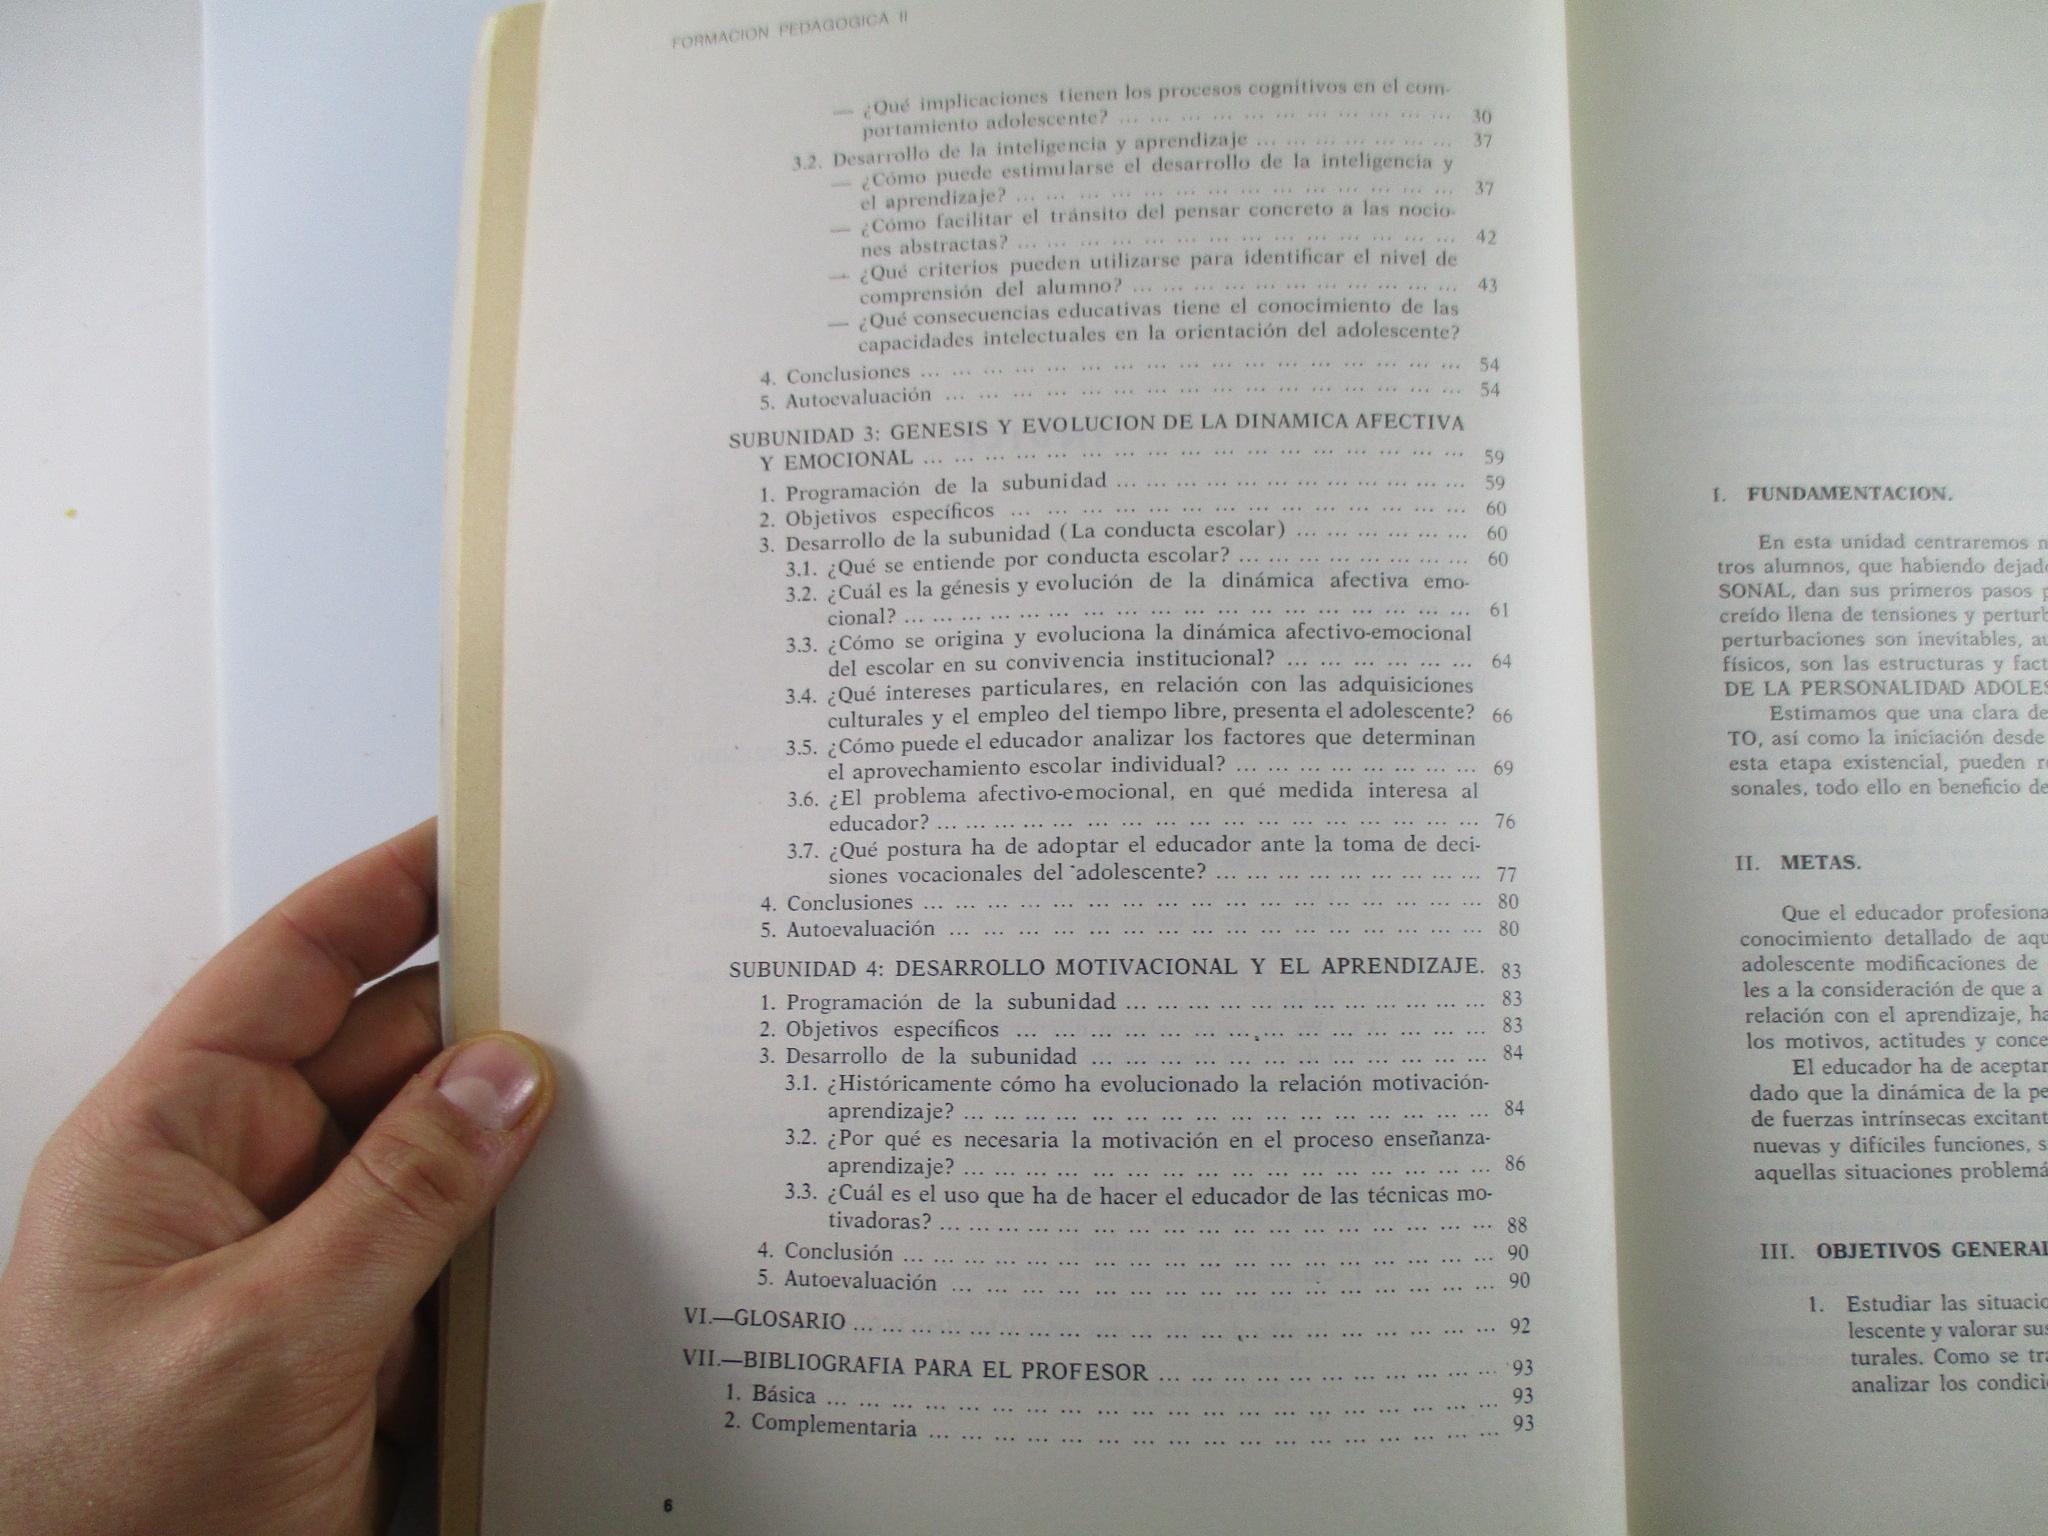 FORMACION PEDAGOGICA II
— ¿Qué implicaciones tienen los procesos cognitivos en el com-
portamiento adolescente? ... ... ... ... ... ... ... ... ... ... ... 30
3.2. Desarrollo de la inteligencia y aprendizaje ... ... ... ... ... ... ... 37
— ¿Cómo puede estimularse el desarrollo de la inteligencia y
el aprendizaje? ... ... ... ... ... ... ... ... ... ... ... ... ... ... 37
— ¿Cómo facilitar el tránsito del pensar concreto a las nocio-
nes abstractas? ... ... ... ... ... ... ... ... ... ... ... ... ... ... 42
— ¿Qué criterios pueden utilizarse para identificar el nivel de
comprensión del alumno? ... ... ... ... ... ... ... ... ... ... ... 43
— ¿Qué consecuencias educativas tiene el conocimiento de las
capacidades intelectuales en la orientación del adolescente?
4. Conclusiones ... ... ... ... ... ... ... ... ... ... ... ... ... ... ... ... ... 54
5. Autoevaluación ... ... ... ... ... ... ... ... ... ... ... ... ... ... ... ... 54
SUBUNIDAD 3: GENESIS Y EVOLUCION DE LA DINAMICA AFECTIVA
Y EMOCIONAL ... ... ... ... ... ... ... ... ... ... ... ... ... ... ... ... ... 59
1. Programación de la subunidad ... ... ... ... ... ... ... ... ... ... ... 59
2. Objetivos específicos ... ... ... ... ... ... ... ... ... ... ... ... ... ... 60
3. Desarrollo de la subunidad (La conducta escolar) ... ... ... ... ... ... 60
3.1. ¿Qué se entiende por conducta escolar? ... ... ... ... ... ... ... 60
3.2. ¿Cuál es la génesis y evolución de la dinámica afectiva emo-
cional? ... ... ... ... ... ... ... ... ... ... ... ... ... ... ... ... ... ... 61
3.3. ¿Cómo se origina y evoluciona la dinámica afectivo-emocional
del escolar en su convivencia institucional? ... ... ... ... ... ... 64
3.4. ¿Qué intereses particulares, en relación con las adquisiciones
culturales y el empleo del tiempo libre, presenta el adolescente? 66
3.5. ¿Cómo puede el educador analizar los factores que determinan
el aprovechamiento escolar individual? ... ... ... ... ... ... ... 69
3.6. ¿El problema afectivo-emocional, en qué medida interesa al
educador? ... ... ... ... ... ... ... ... ... ... ... ... ... ... ... ... ... 76
3.7. ¿Qué postura ha de adoptar el educador ante la toma de deci-
siones vocacionales del adolescente? ... ... ... ... ... ... ... ... 77
4. Conclusiones ... ... ... ... ... ... ... ... ... ... ... ... ... ... ... ... ... 80
5. Autoevaluación ... ... ... ... ... ... ... ... ... ... ... ... ... ... ... ... 80
SUBUNIDAD 4: DESARROLLO MOTIVACIONAL Y EL APRENDIZAJE. 83
1. Programación de la subunidad ... ... ... ... ... ... ... ... ... ... ... 83
2. Objetivos específicos ... ... ... ... ... ... ... ... ... ... ... ... ... ... 83
3. Desarrollo de la subunidad ... ... ... ... ... ... ... ... ... ... ... ... 84
3.1. ¿Históricamente cómo ha evolucionado la relación motivación-
aprendizaje? ... ... ... ... ... ... ... ... ... ... ... ... ... ... ... ... 84
3.2. ¿Por qué es necesaria la motivación en el proceso enseñanza-
aprendizaje? ... ... ... ... ... ... ... ... ... ... ... ... ... ... ... ... 86
3.3. ¿Cuál es el uso que ha de hacer el educador de las técnicas mo-
tivadoras? ... ... ... ... ... ... ... ... ... ... ... ... ... ... ... ... ... 88
4. Conclusión ... ... ... ... ... ... ... ... ... ... ... ... ... ... ... ... ... ... 90
5. Autoevaluación ... ... ... ... ... ... ... ... ... ... ... ... ... ... ... ... 90
VI.—GLOSARIO ... ... ... ... ... ... ... ... ... ... ... ... ... ... ... ... ... ... ... 92
VII.—BIBLIOGRAFIA PARA EL PROFESOR ... ... ... ... ... ... ... ... ... ... 93
1. Básica ... ... ... ... ... ... ... ... ... ... ... ... ... ... ... ... ... ... ... 93
2. Complementaria ... ... ... ... ... ... ... ... ... ... ... ... ... ... ... ... 93
6
I. FUNDAMENTACION.
En esta unidad centraremos n
tros alumnos, que habiendo dejad
SONAL, dan sus primeros pasos p
creído llena de tensiones y perturb
perturbaciones son inevitables, au
físicos, son las estructuras y fact
DE LA PERSONALIDAD ADOLES
Estimamos que una clara de
TO, así como la iniciación desde
esta etapa existencial, pueden re
sonales, todo ello en beneficio de
II. METAS.
Que el educador profesiona
conocimiento detallado de aqu
adolescente modificaciones de
les a la consideración de que a
relación con el aprendizaje, ha
los motivos, actitudes y conce
El educador ha de aceptar
dado que la dinámica de la pe
de fuerzas intrínsecas excitant
nuevas y difíciles funciones, s
aquellas situaciones problemá
III. OBJETIVOS GENERAL
1. Estudiar las situacio
lescente y valorar sus
turales. Como se tra
analizar los condici